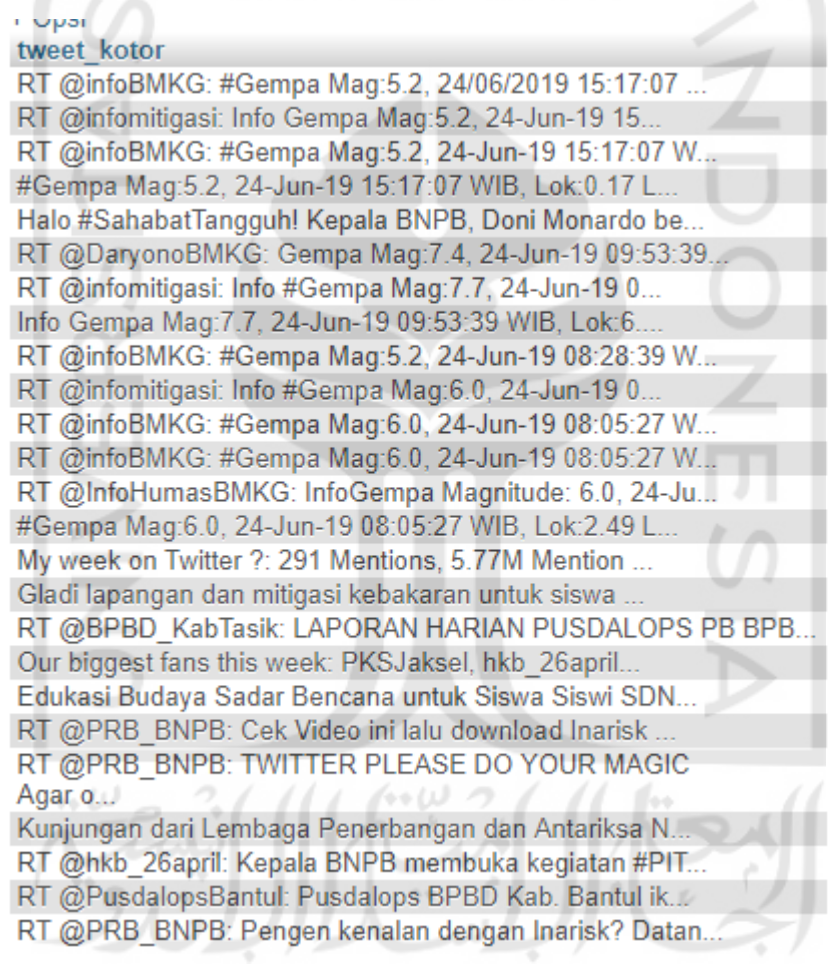 tweet_kotor
RT @infoBMKG: #Gempa Mag:5.2, 24/06/2019 15:17:07 ...
RT @infomitigasi: Info Gempa Mag:5.2, 24-Jun-19 15...
RT @infoBMKG: #Gempa Mag:5.2, 24-Jun-19 15:17:07 W...
#Gempa Mag:5.2, 24-Jun-19 15:17:07 WIB, Lok:0.17 L...
Halo #SahabatTangguh! Kepala BNPB, Doni Monardo be...
RT @DaryonoBMKG: Gempa Mag:7.4, 24-Jun-19 09:53:39...
RT @infomitigasi: Info #Gempa Mag:7.7, 24-Jun-19 0...
Info Gempa Mag:7.7, 24-Jun-19 09:53:39 WIB, Lok:6....
RT @infoBMKG: #Gempa Mag:5.2, 24-Jun-19 08:28:39 W...
RT @infomitigasi: Info #Gempa Mag:6.0, 24-Jun-19 0...
RT @infoBMKG: #Gempa Mag:6.0, 24-Jun-19 08:05:27 W...
RT @infoBMKG: #Gempa Mag:6.0, 24-Jun-19 08:05:27 W...
RT @InfoHumasBMKG: InfoGempa Magnitude: 6.0, 24-Ju...
#Gempa Mag:6.0, 24-Jun-19 08:05:27 WIB, Lok:2.49 L...
My week on Twitter ?: 291 Mentions, 5.77M Mention ...
Gladi lapangan dan mitigasi kebakaran untuk siswa ...
RT @BPBD_KabTasik: LAPORAN HARIAN PUSDALOPS PB BPB...
Our biggest fans this week: PKSJaksel, hkb_26april...
Edukasi Budaya Sadar Bencana untuk Siswa Siswi SDN...
RT @PRB_BNPB: Cek Video ini lalu download Inarisk ...
RT @PRB_BNPB: TWITTER PLEASE DO YOUR MAGIC
Agar o...
Kunjungan dari Lembaga Penerbangan dan Antariksa N...
RT @hkb_26april: Kepala BNPB membuka kegiatan #PIT...
RT @PusdalopsBantul: Pusdalops BPBD Kab. Bantul ik...
RT @PRB_BNPB: Pengen kenalan dengan Inarisk? Datan...
INDONESIA